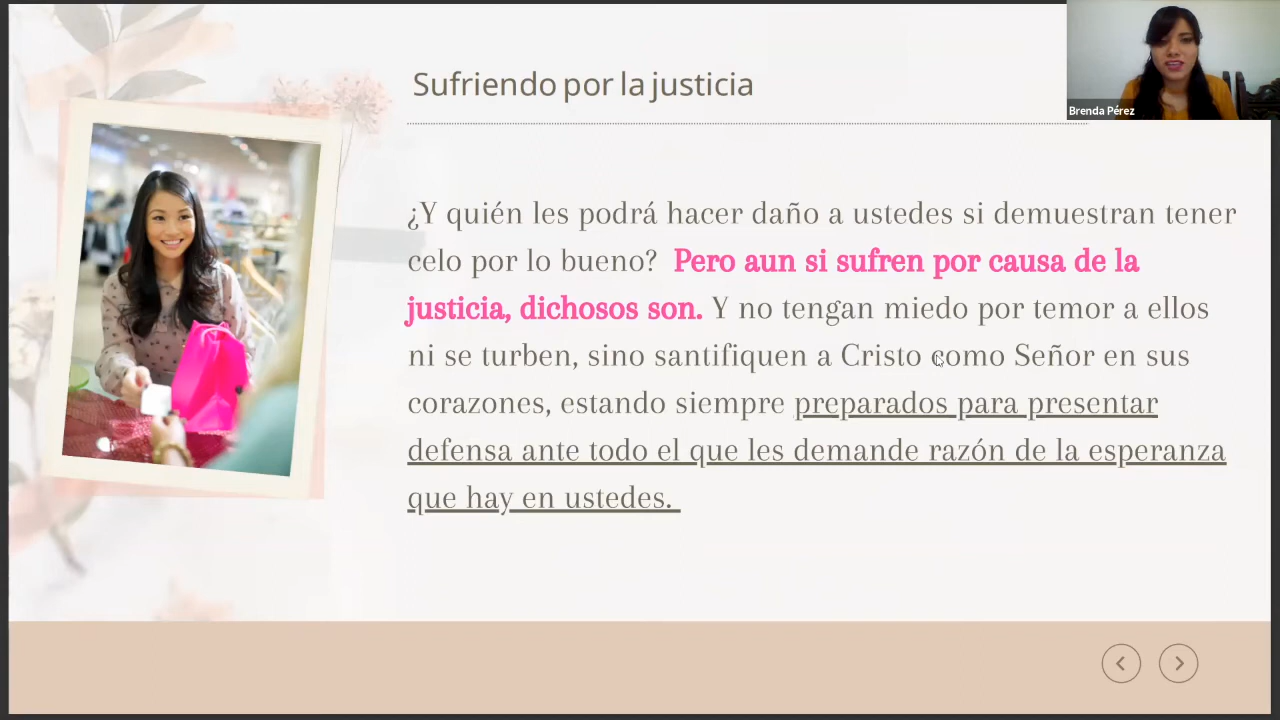 Sufriendo por la justicia
Brenda Pérez
¿Y quién les podrá hacer daño a ustedes si demuestran tener
celo por lo bueno? Pero aun si sufren por causa de la
justicia, dichosos son. Y no tengan miedo por temor a ellos
ni se turben, sino santifiquen a Cristo como Señor en sus
corazones, estando siempre preparados para presentar
defensa ante todo el que les demande razón de la esperanza
que hay en ustedes.